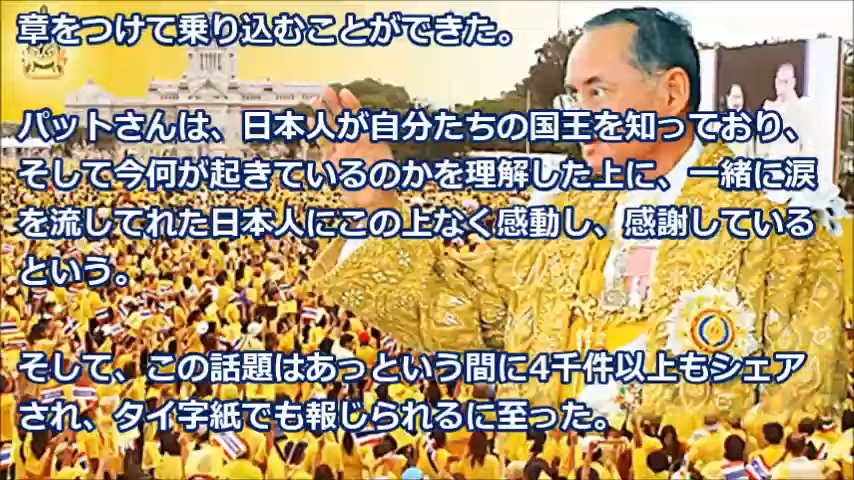 章をつけて乗り込むことができた。
パットさんは、日本人が自分たちの国王を知っており、
そして今何が起きているのかを理解した上に、一緒に涙
を流してれた日本人にこの上なく感動し、感謝している
という。
そして、この話題はあっという間に4千件以上もシェア
され、タイ字紙でも報じられるに至った。